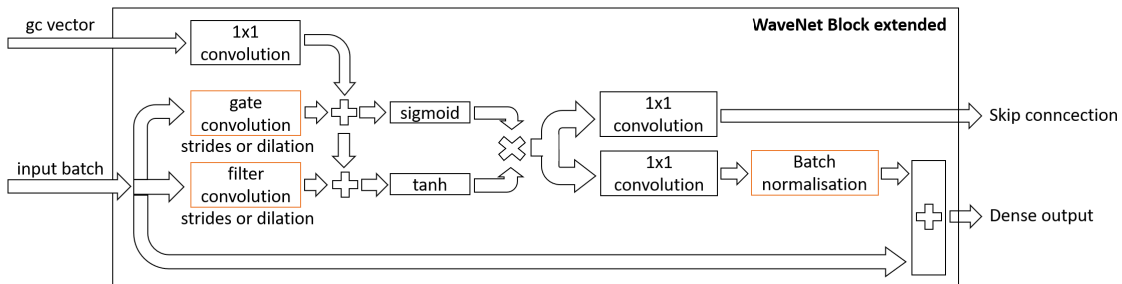 gc vector
1x1
convolution
WaveNet Block extended
gate
convolution
strides or dilation
sigmoid
1x1
convolution
Skip conncection
input batch
filter
convolution
strides or dilation
tanh
1x1
convolution
Batch
normalisation
Dense output